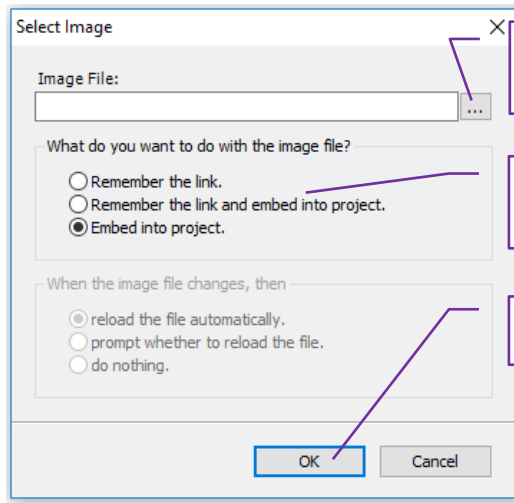 Select Image
Image File:
...
What do you want to do with the image file?
Remember the link.
Remember the link and embed into project.
Embed into project.
When the image file changes, then
reload the file automatically.
prompt whether to reload the file.
do nothing.
OK
Cancel